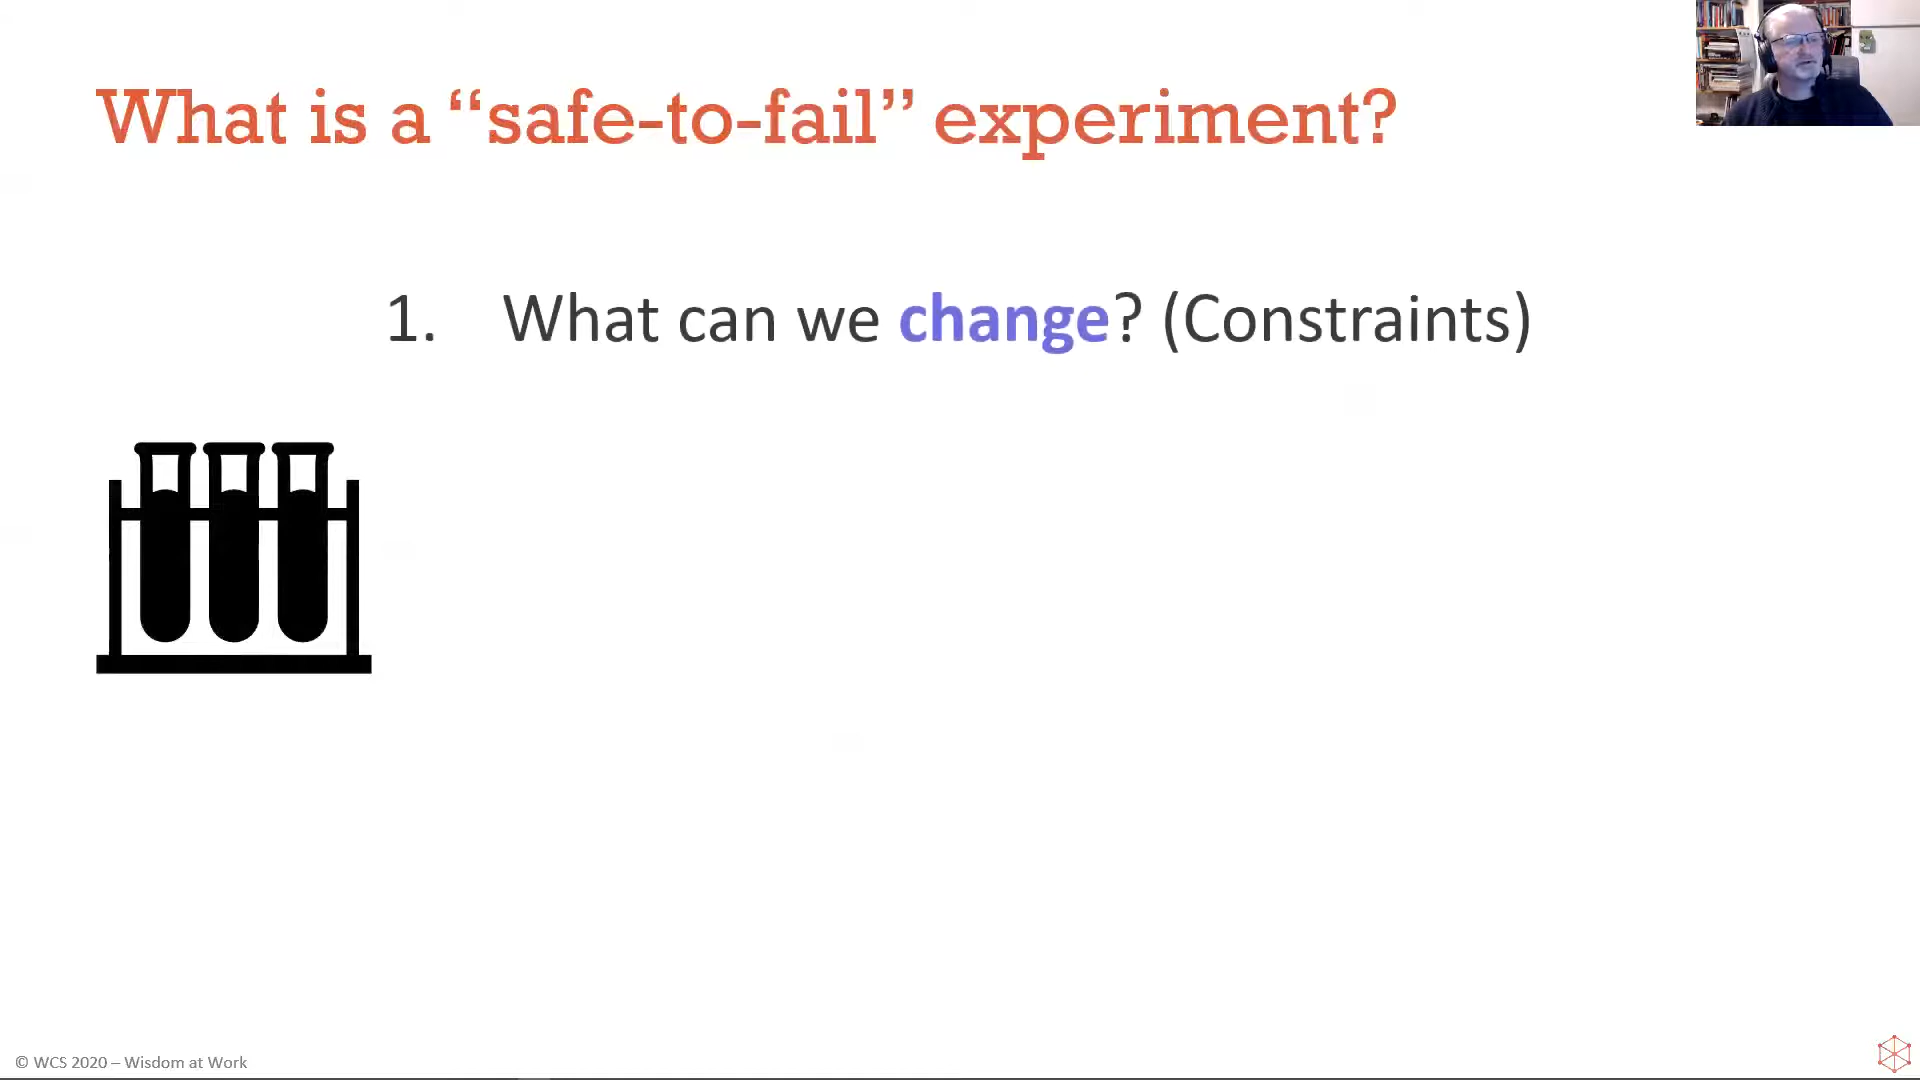 What is a “safe-to-fail” experiment?
1. What can we change? (Constraints)
© WCS 2020 – Wisdom at Work